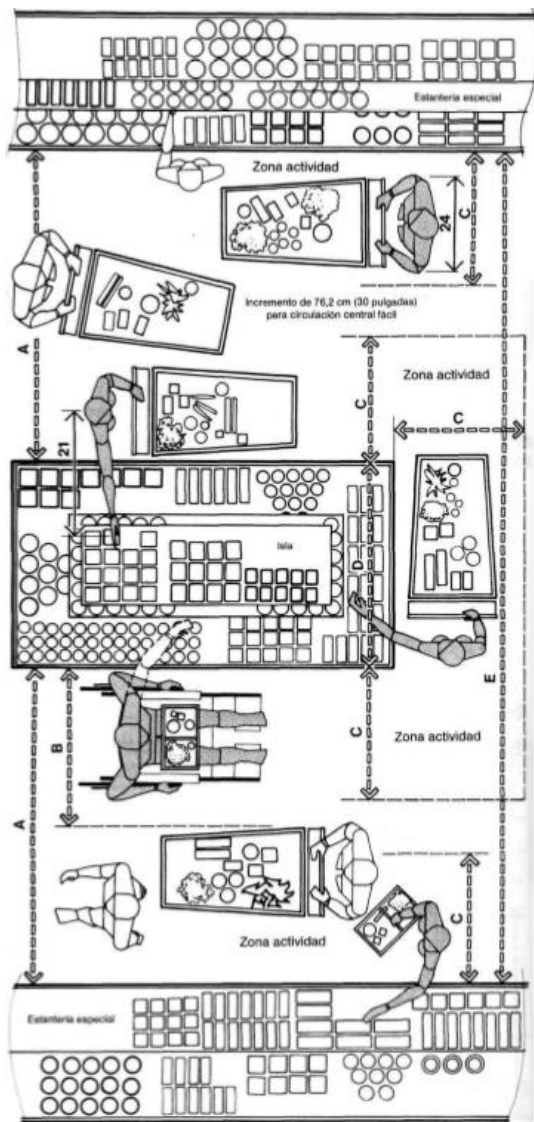 Estantería especial
Zona actividad
C
24
Incremento de 76,2 cm (30 pulgadas)
para circulación central fácil
A
Zona actividad
C
C
21
Isla
D
E
B
C
Zona actividad
A
C
Zona actividad
Estantería especial